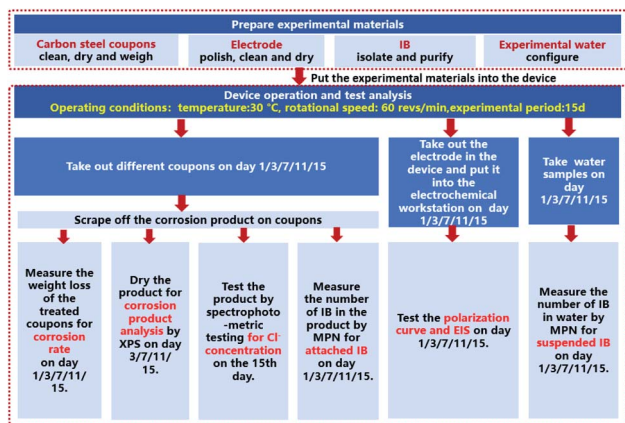 Prepare experimental materials
Carbon steel coupons
clean, dry and weigh
Electrode
polish, clean and dry
IB
isolate and purify
Experimental water
configure
Put the experimental materials into the device
Device operation and test analysis
Operating conditions: temperature:30 °C, rotational speed: 60 revs/min,experimental period:15d
Take out different coupons on day 1/3/7/11/15
Take out the
electrode in the
device and put it
into the
electrochemical
workstation on day
1/3/7/11/15
Take water
samples on
day
1/3/7/11/15
Scrape off the corrosion product on coupons
Measure the
weight loss
of the
treated
coupons for
corrosion
rate
on day
1/3/7/11/
15.
Dry the
product for
corrosion
product
analysis by
XPS on day
3/7/11/
15.
Test the
product by
spectrophoto
-metric
testing for Cl⁻
concentration
on the 15th
day.
Measure
the number
of IB in the
product by
MPN for
attached IB
on day
1/3/7/11/
15.
Test the polarization
curve and EIS on day
1/3/7/11/15.
Measure the
number of IB
in water by
MPN for
suspended IB
on day
1/3/7/11/15.